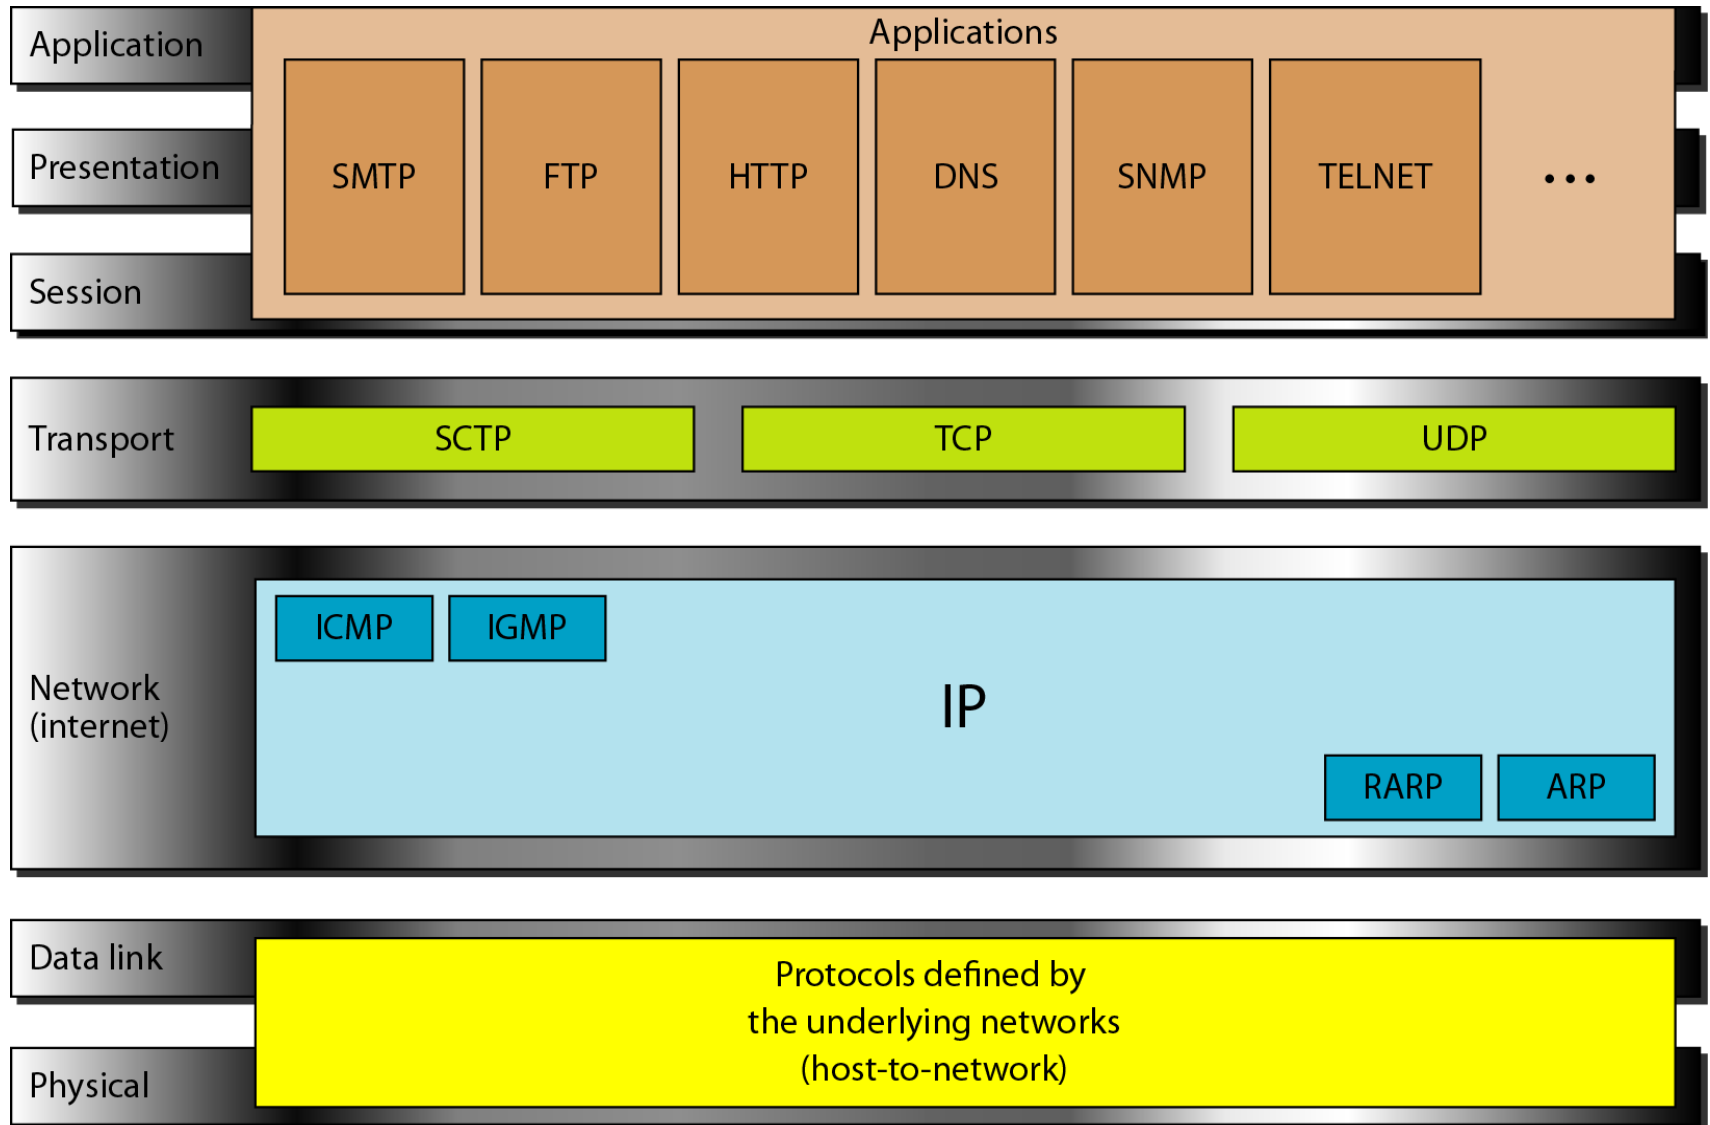 Application
Applications
Presentation
SMTP
FTP
HTTP
DNS
SNMP
TELNET
...
Session
Transport
SCTP
TCP
UDP
Network
(internet)
ICMP
IGMP
IP
RARP
ARP
Data link
Protocols defined by
the underlying networks
(host-to-network)
Physical